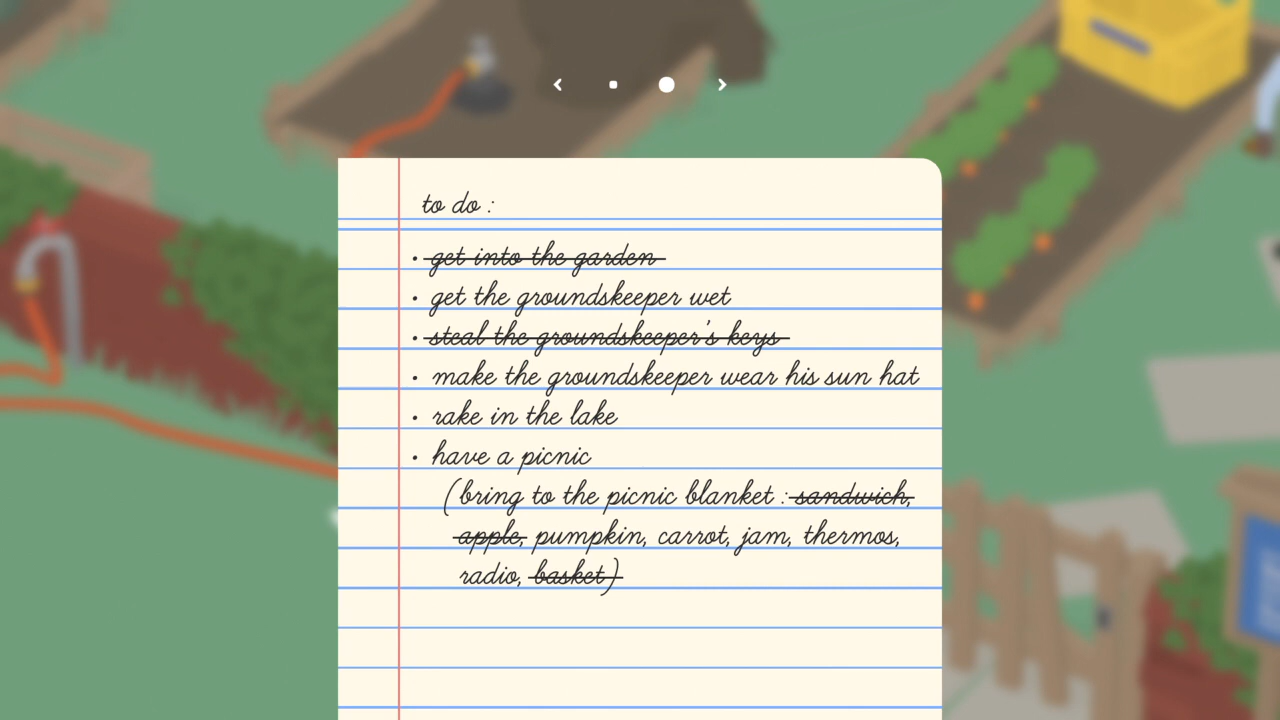 to do :
• get into the garden
• get the groundskeeper wet
• steal the groundskeeper's keys
• make the groundskeeper wear his sun hat
• rake in the lake
• have a picnic
(bring to the picnic blanket : sandwich,
apple, pumpkin, carrot, jam, thermos,
radio, basket)